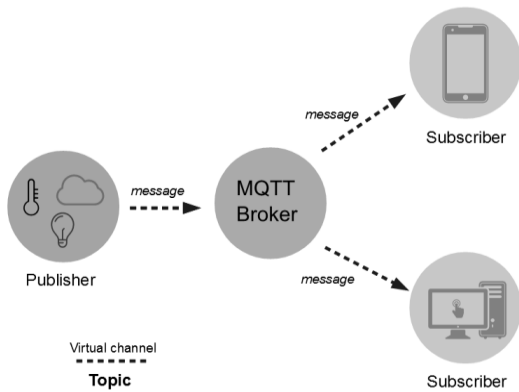 message
Subscriber
message
MQTT
Broker
Publisher
message
Subscriber
Virtual channel
Topic